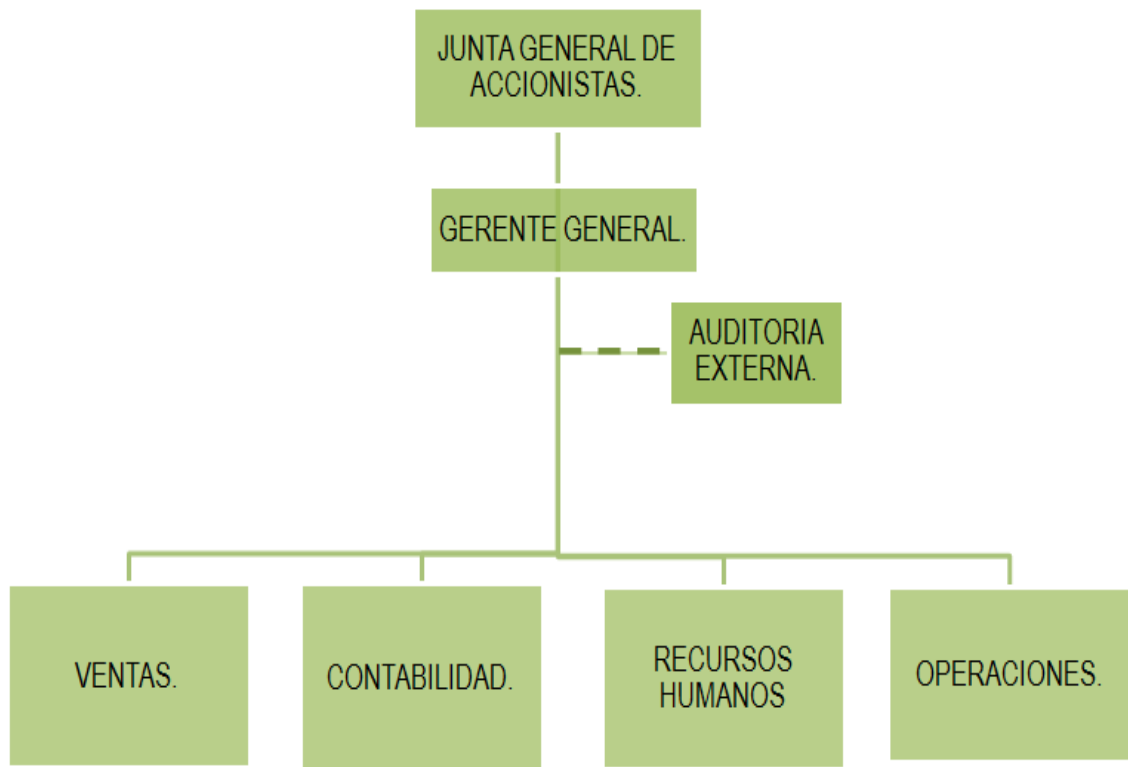 JUNTA GENERAL DE
ACCIONISTAS.
GERENTE GENERAL.
AUDITORIA
EXTERNA.
VENTAS.
CONTABILIDAD.
RECURSOS
HUMANOS
OPERACIONES.